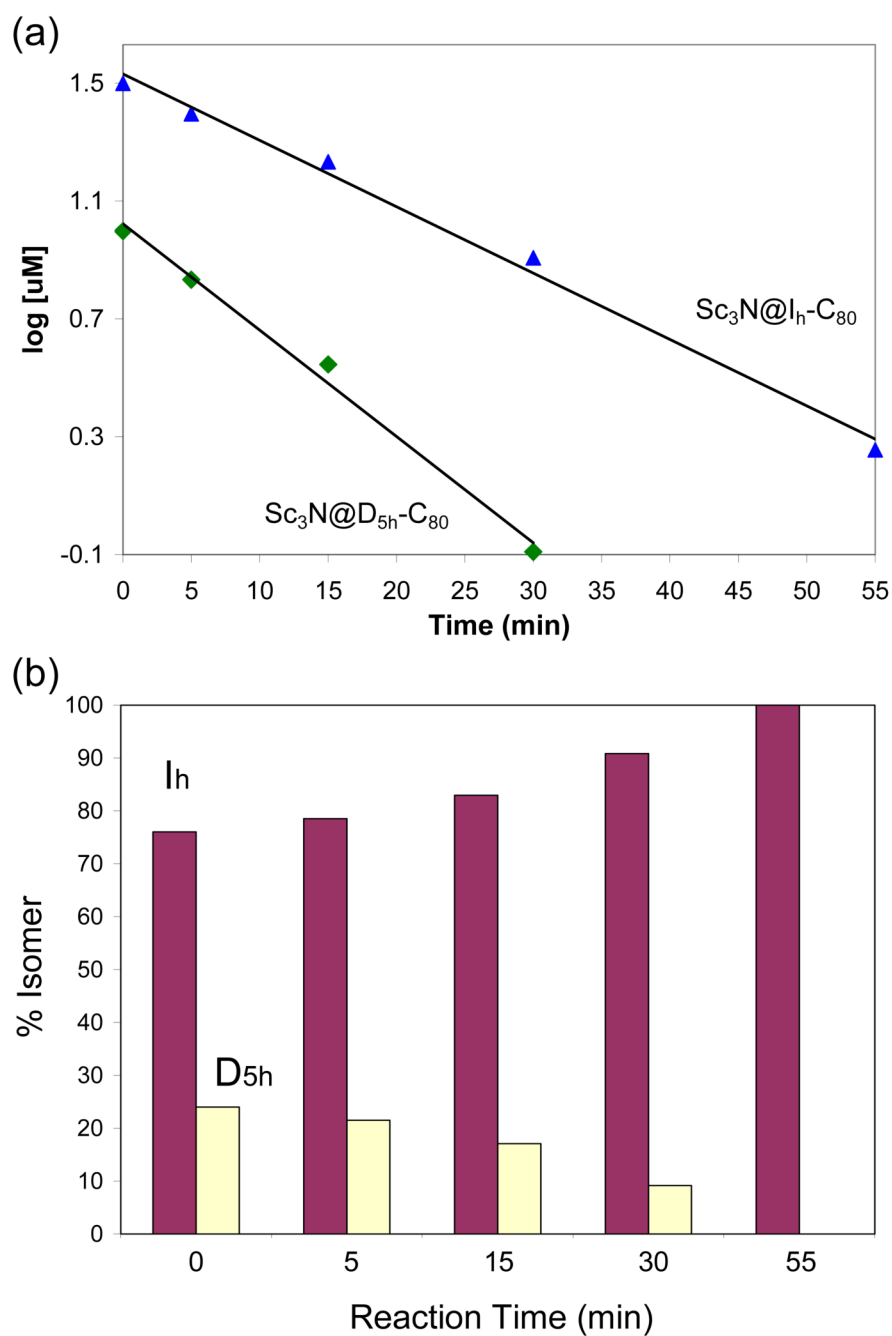 (a)
1.5
1.1
0.7
0.3
-0.1
log [uM]
Sc₃N@Iₕ-C₈₀
Sc₃N@D₅ₕ-C₈₀
0 5 10 15 20 25 30 35 40 45 50 55
Time (min)
(b)
100
90
80
70
60
50
40
30
20
10
0
% Isomer
Iₕ
D₅ₕ
0 5 15 30 55
Reaction Time (min)